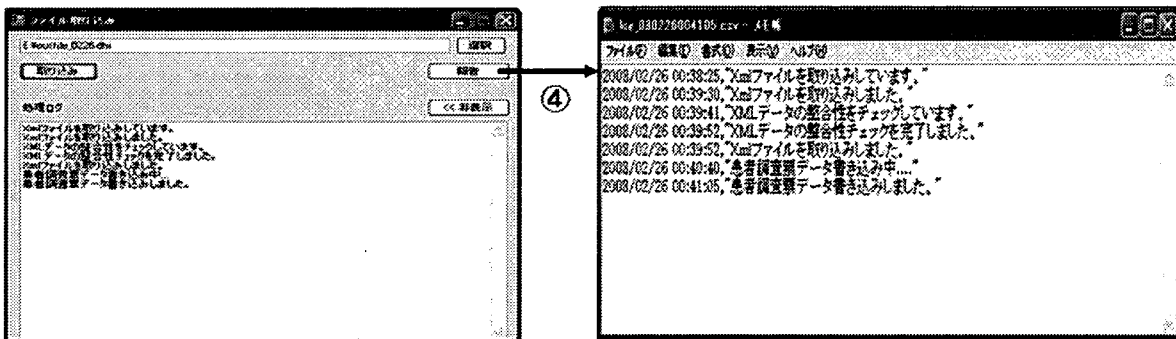 ファイル取り込み
選択
取り込み
処理ログ
<< 非表示
Xmlファイルを取り込みしています。
Xmlファイルを取り込みしました。
XMLデータの整合性をチェックしています。
XMLデータの整合性チェックを完了しました。
Xmlファイルを取り込みしました。
患者調査票データ書き込み中....
患者調査票データ書き込みしました。
④
ファイル(F) 編集(E) 書式(O) 表示(V) ヘルプ(H)
2008/02/26 00:38:25,"Xmlファイルを取り込みしています。"
2008/02/26 00:39:30,"Xmlファイルを取り込みしました。"
2008/02/26 00:39:41,"XMLデータの整合性をチェックしています。"
2008/02/26 00:39:52,"XMLデータの整合性チェックを完了しました。"
2008/02/26 00:39:52,"Xmlファイルを取り込みしました。"
2008/02/26 00:40:40,"患者調査票データ書き込み中...."
2008/02/26 00:41:05,"患者調査票データ書き込みしました。"